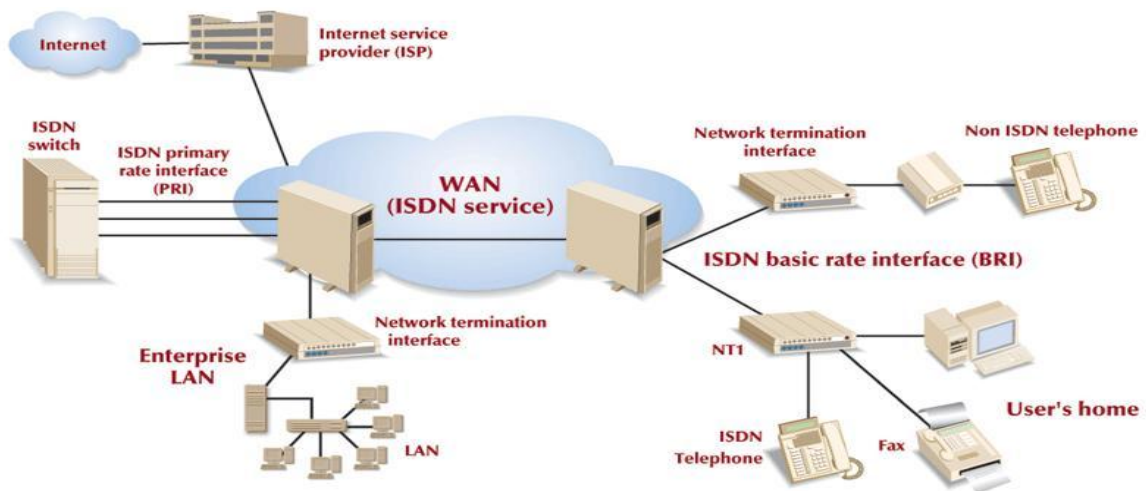 Internet
Internet service
provider (ISP)
ISDN
switch
ISDN primary
rate interface
(PRI)
WAN
(ISDN service)
Network termination
interface
Non ISDN telephone
ISDN basic rate interface (BRI)
Network termination
interface
Enterprise
LAN
LAN
NT1
User's home
ISDN
Telephone
Fax